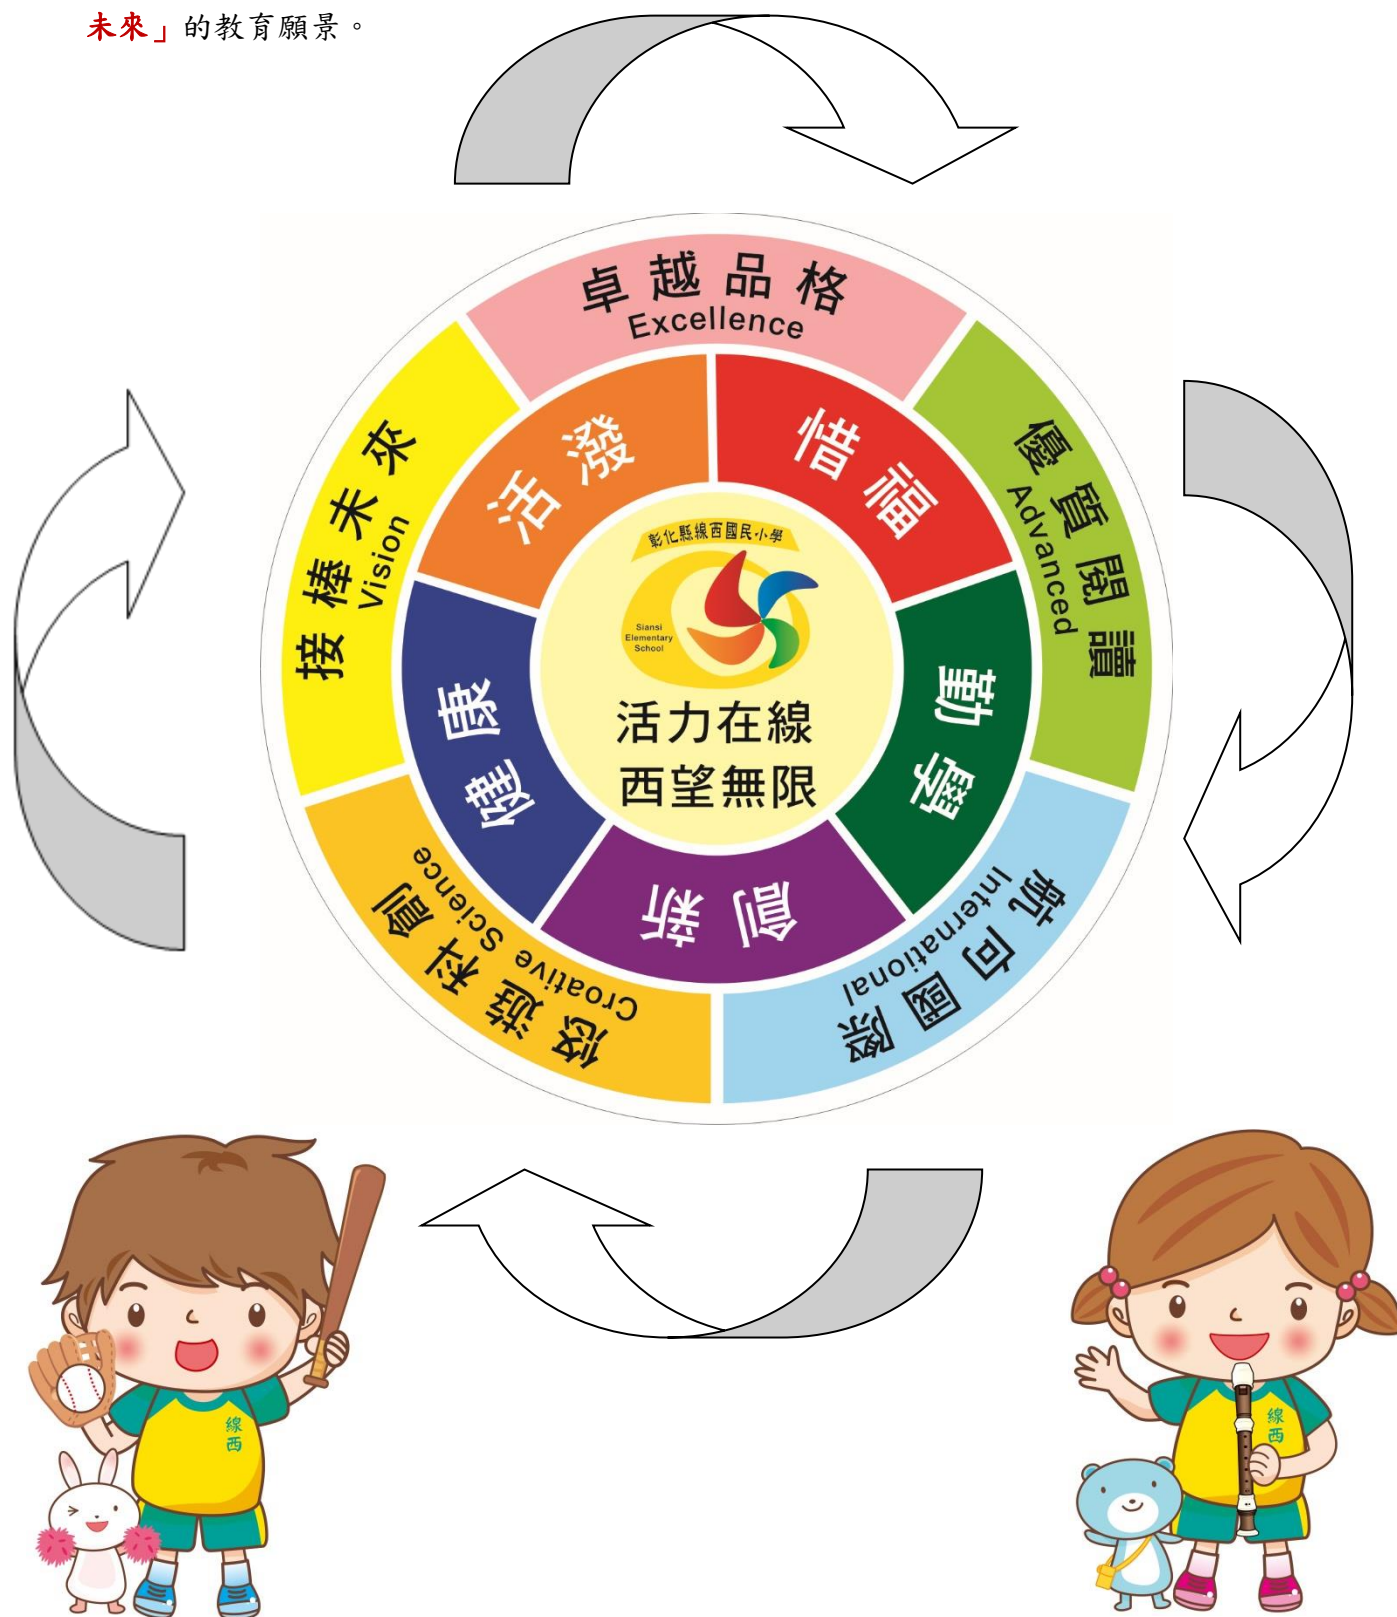 未來」的教育願景。
卓越品格
Excellence
優質閱讀
Advanced
航向國際
International
悠遊科創
Croative Science
接棒未來
Vision
活潑
惜福
勤學
創新
健康
彰化縣線西國民小學
Siansi
Elementary
School
活力在線
西望無限
線
西
線
西